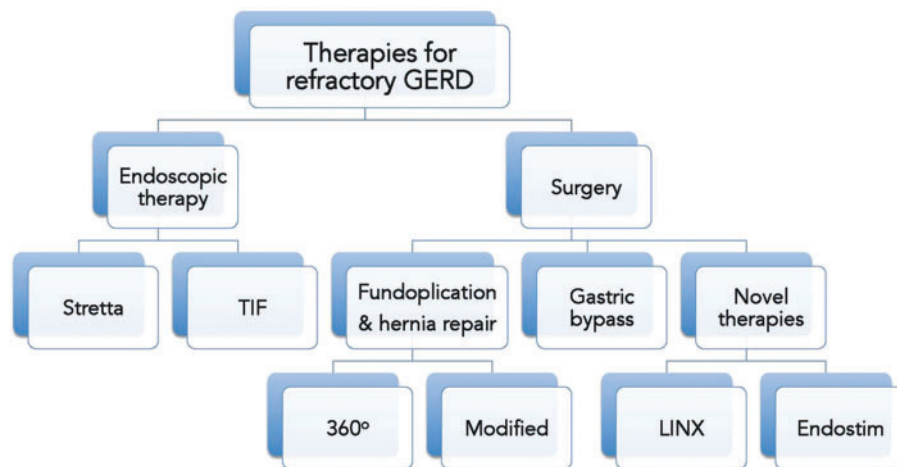 Therapies for
refractory GERD
Endoscopic
therapy
Surgery
Stretta
TIF
Fundoplication
& hernia repair
Gastric
bypass
Novel
therapies
360º
Modified
LINX
Endostim